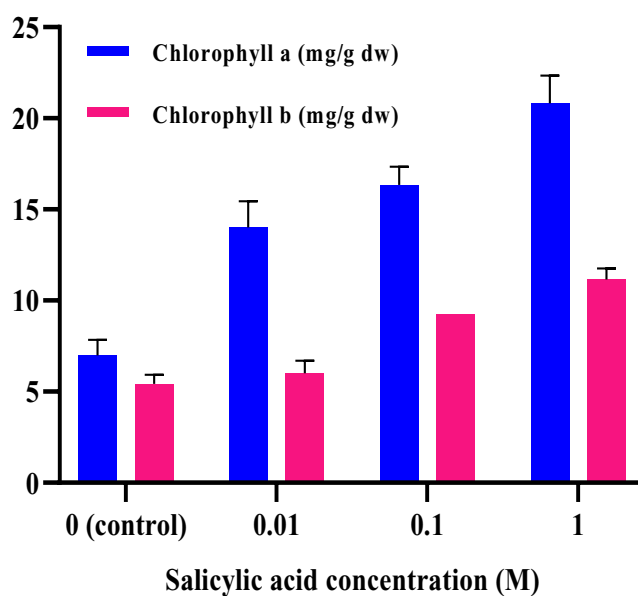 25
Chlorophyll a (mg/g dw)
20
Chlorophyll b (mg/g dw)
15
10
5
0
0 (control) 0.01 0.1 1
Salicylic acid concentration (M)